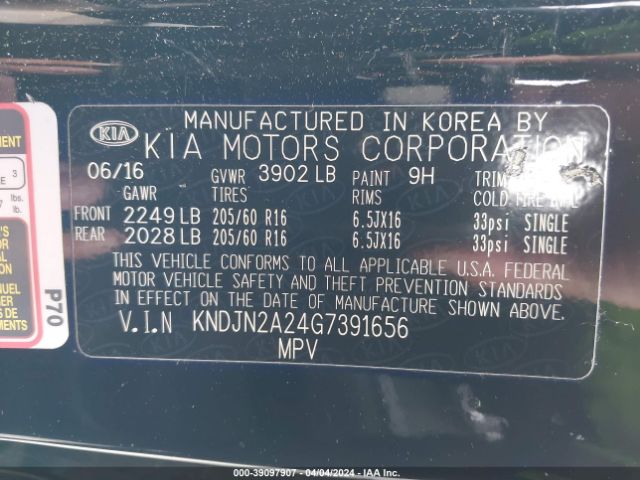 MANUFACTURED IN KOREA BY
KIA KIA MOTORS CORPORATION
06/16 GVWR 3902 LB PAINT 9H TRIM
GAWR TIRES RIMS COLD TIRE
FRONT 2249 LB 205/60 R16 6.5JX16 33psi SINGLE
REAR 2028 LB 205/60 R16 6.5JX16 33psi SINGLE
THIS VEHICLE CONFORMS TO ALL APPLICABLE U.S.A. FEDERAL
MOTOR VEHICLE SAFETY AND THEFT PREVENTION STANDARDS
IN EFFECT ON THE DATE OF MANUFACTURE SHOWN ABOVE.
V.I.N KNDJN2A24G7391656
MPV
3
lbs.
P70
000-39097907 - 04/04/2024 - IAA Inc.